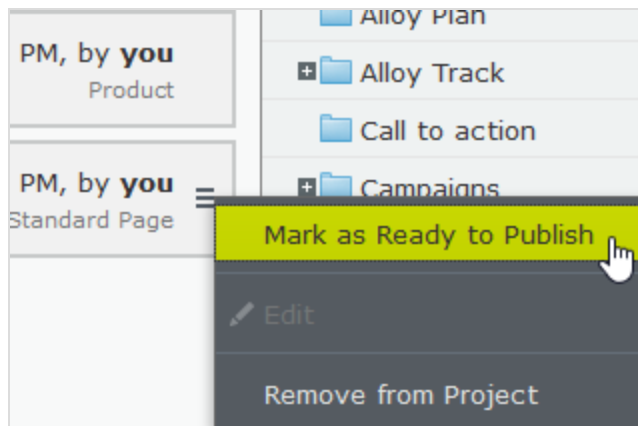 PM, by you
Product
PM, by you
Standard Page
Alloy Plan
Alloy Track
Call to action
Campaigns
Mark as Ready to Publish
Edit
Remove from Project